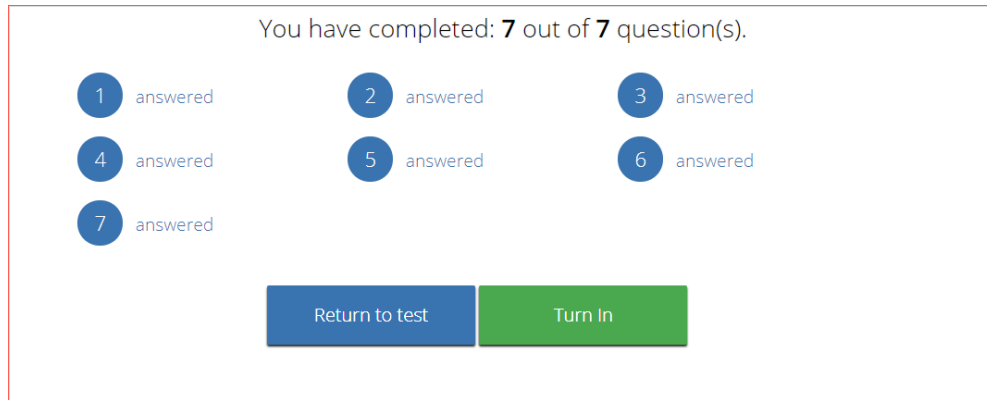 You have completed: 7 out of 7 question(s).
1 answered 2 answered 3 answered
4 answered 5 answered 6 answered
7 answered
Return to test Turn In